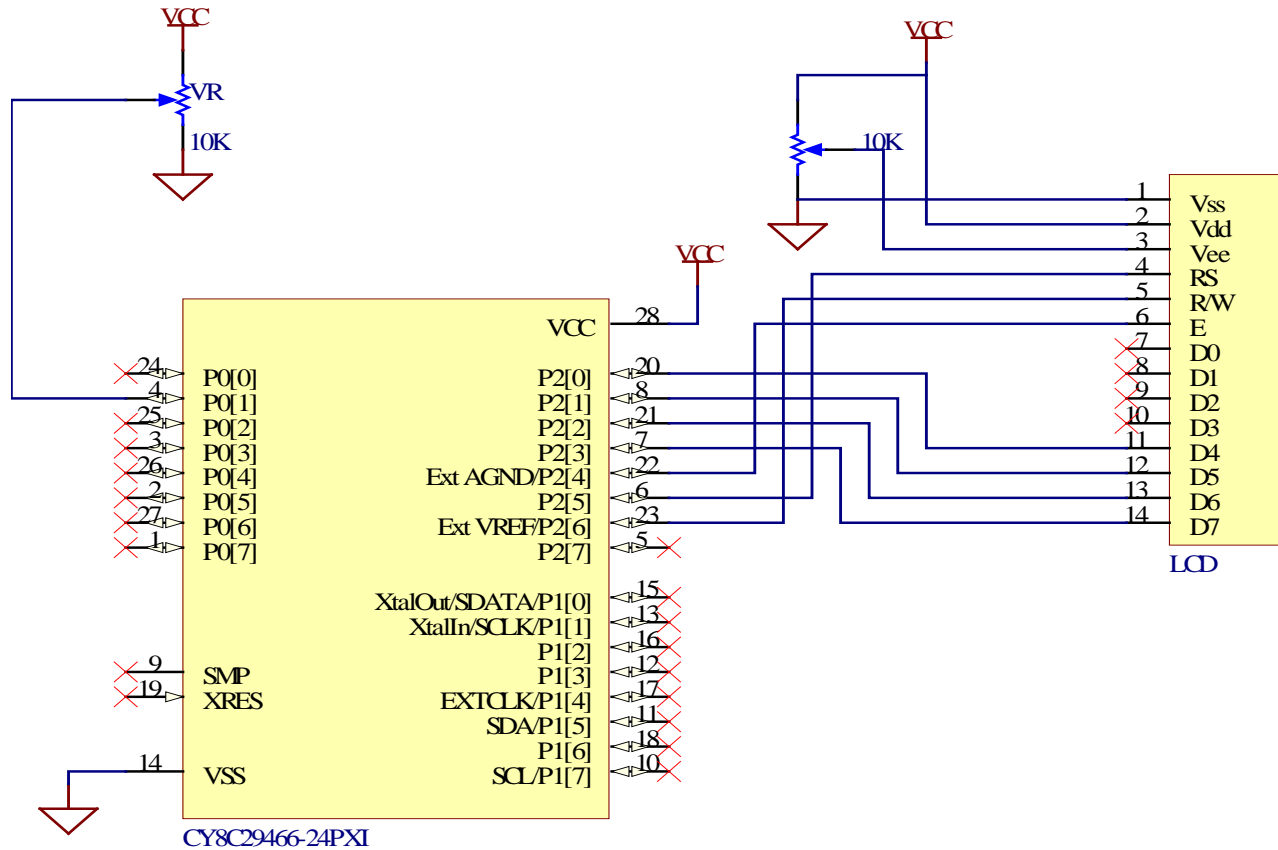 VCC
VR
10K
VCC
10K
VCC
1 Vss
2 Vdd
3 Vee
4 RS
5 R/W
6 E
7 D0
8 D1
9 D2
10 D3
11 D4
12 D5
13 D6
14 D7
LCD
VCC 28
24 P0[0]
4 P0[1]
25 P0[2]
3 P0[3]
26 P0[4]
2 P0[5]
27 P0[6]
1 P0[7]
9 SMP
19 XRES
14 VSS
P2[0] 20
P2[1] 8
P2[2] 21
P2[3] 7
Ext AGND/P2[4] 22
P2[5] 6
Ext VREF/P2[6] 23
P2[7] 5
XtalOut/SDATA/P1[0] 15
XtalIn/SCLK/P1[1] 13
P1[2] 16
P1[3] 12
EXTCLK/P1[4] 17
SDA/P1[5] 11
P1[6] 18
SCL/P1[7] 10
CY8C29466-24PXI